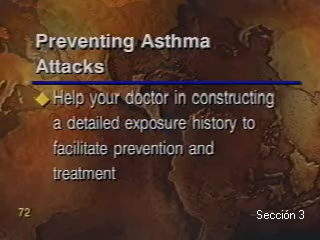 Preventing Asthma
Attacks
Help your doctor in constructing
a detailed exposure history to
facilitate prevention and
treatment
72
Sección 3